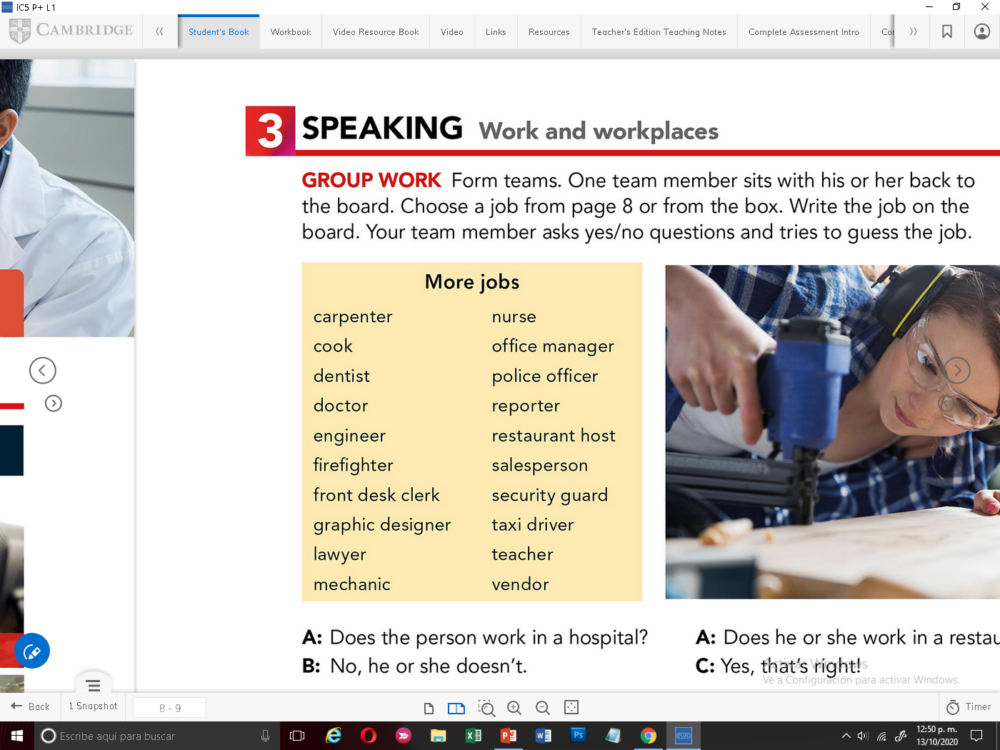 IC5 P+ L1
CAMBRIDGE
Student's Book
Workbook
Video Resource Book
Video
Links
Resources
Teacher's Edition Teaching Notes
Complete Assessment Intro
3 SPEAKING Work and workplaces
GROUP WORK Form teams. One team member sits with his or her back to
the board. Choose a job from page 8 or from the box. Write the job on the
board. Your team member asks yes/no questions and tries to guess the job.
More jobs
carpenter
cook
dentist
doctor
engineer
firefighter
front desk clerk
graphic designer
lawyer
mechanic
nurse
office manager
police officer
reporter
restaurant host
salesperson
security guard
taxi driver
teacher
vendor
A: Does the person work in a hospital?
B: No, he or she doesn't.
A: Does he or she work in a
C: Yes, that's right!
Activar Windows
Ve a Configuración para activar Windows.
Back
1 Snapshot
8 - 9
Timer
Escribe aquí para buscar
Ps
PLUS
12:50 p. m.
13/10/2020